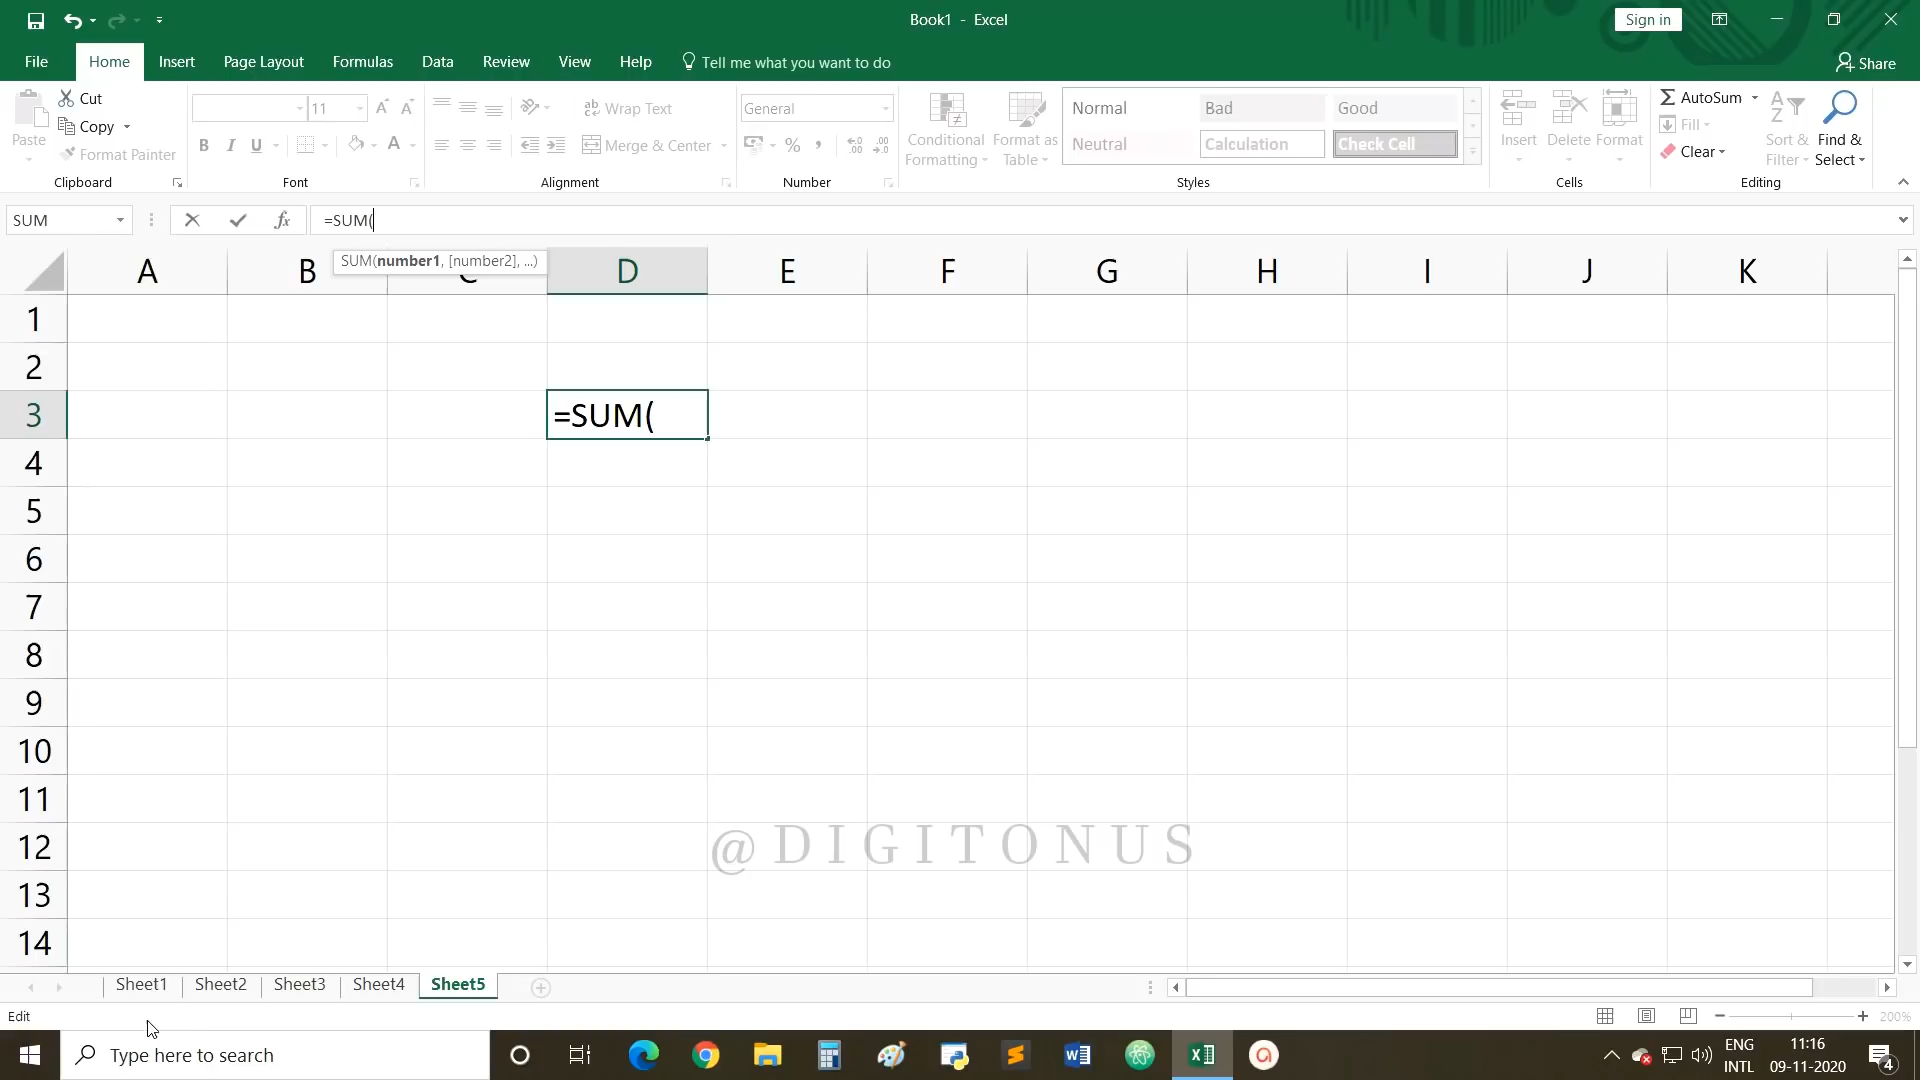 Book1 - Excel
Sign in
File
Home
Insert
Page Layout
Formulas
Data
Review
View
Help
Tell me what you want to do
Share
Paste
Cut
Copy
Format Painter
Clipboard
11
B I U
A
Font
Wrap Text
Merge & Center
Alignment
General
%
Number
Conditional
Formatting
Format as
Table
Normal
Bad
Good
Neutral
Calculation
Check Cell
Styles
Insert
Delete
Format
Cells
AutoSum
Fill
Clear
Sort &
Filter
Find &
Select
Editing
SUM
fx
=SUM(
SUM(number1, [number2], ...)
A B C D E F G H I J K
1
2
3
=SUM(
4
5
6
7
8
9
10
11
12
@DIGITONUS
13
14
Sheet1
Sheet2
Sheet3
Sheet4
Sheet5
Edit
200%
Type here to search
ENG
INTL
11:16
09-11-2020
4